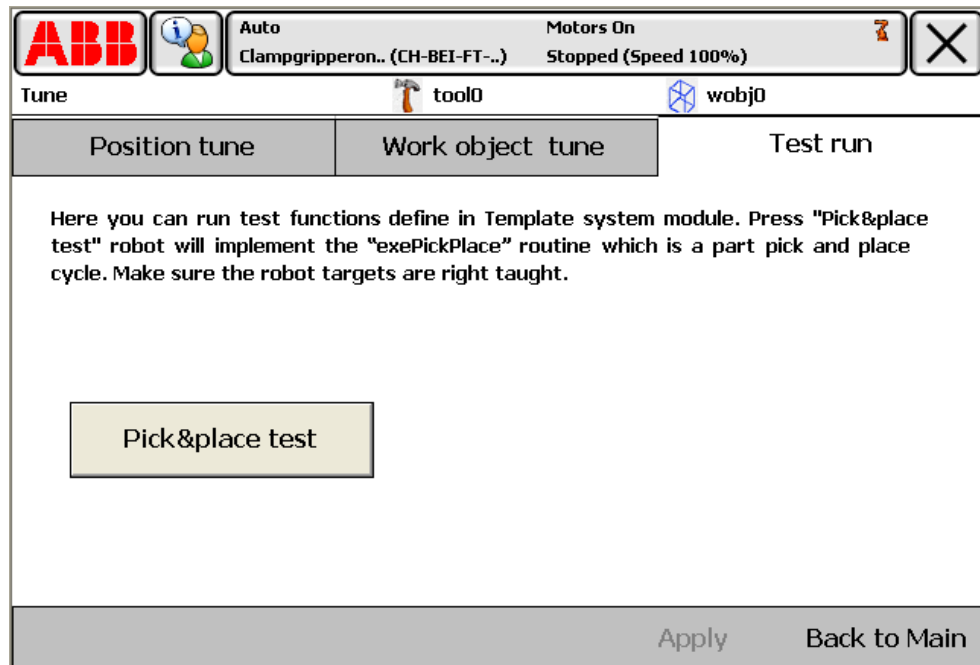 ABB
Auto Motors On
Clampgripperon.. (CH-BEI-FT-..) Stopped (Speed 100%)
Tune tool0 wobj0
Position tune Work object tune Test run
Here you can run test functions define in Template system module. Press "Pick&place
test" robot will implement the "exePickPlace" routine which is a part pick and place
cycle. Make sure the robot targets are right taught.
Pick&place test
Apply Back to Main